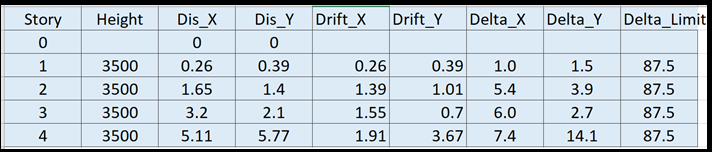 Story Height Dis_X Dis_Y Drift_X Drift_Y Delta_X Delta_Y Delta_Limit
0 0 0
1 3500 0.26 0.39 0.26 0.39 1.0 1.5 87.5
2 3500 1.65 1.4 1.39 1.01 5.4 3.9 87.5
3 3500 3.2 2.1 1.55 0.7 6.0 2.7 87.5
4 3500 5.11 5.77 1.91 3.67 7.4 14.1 87.5